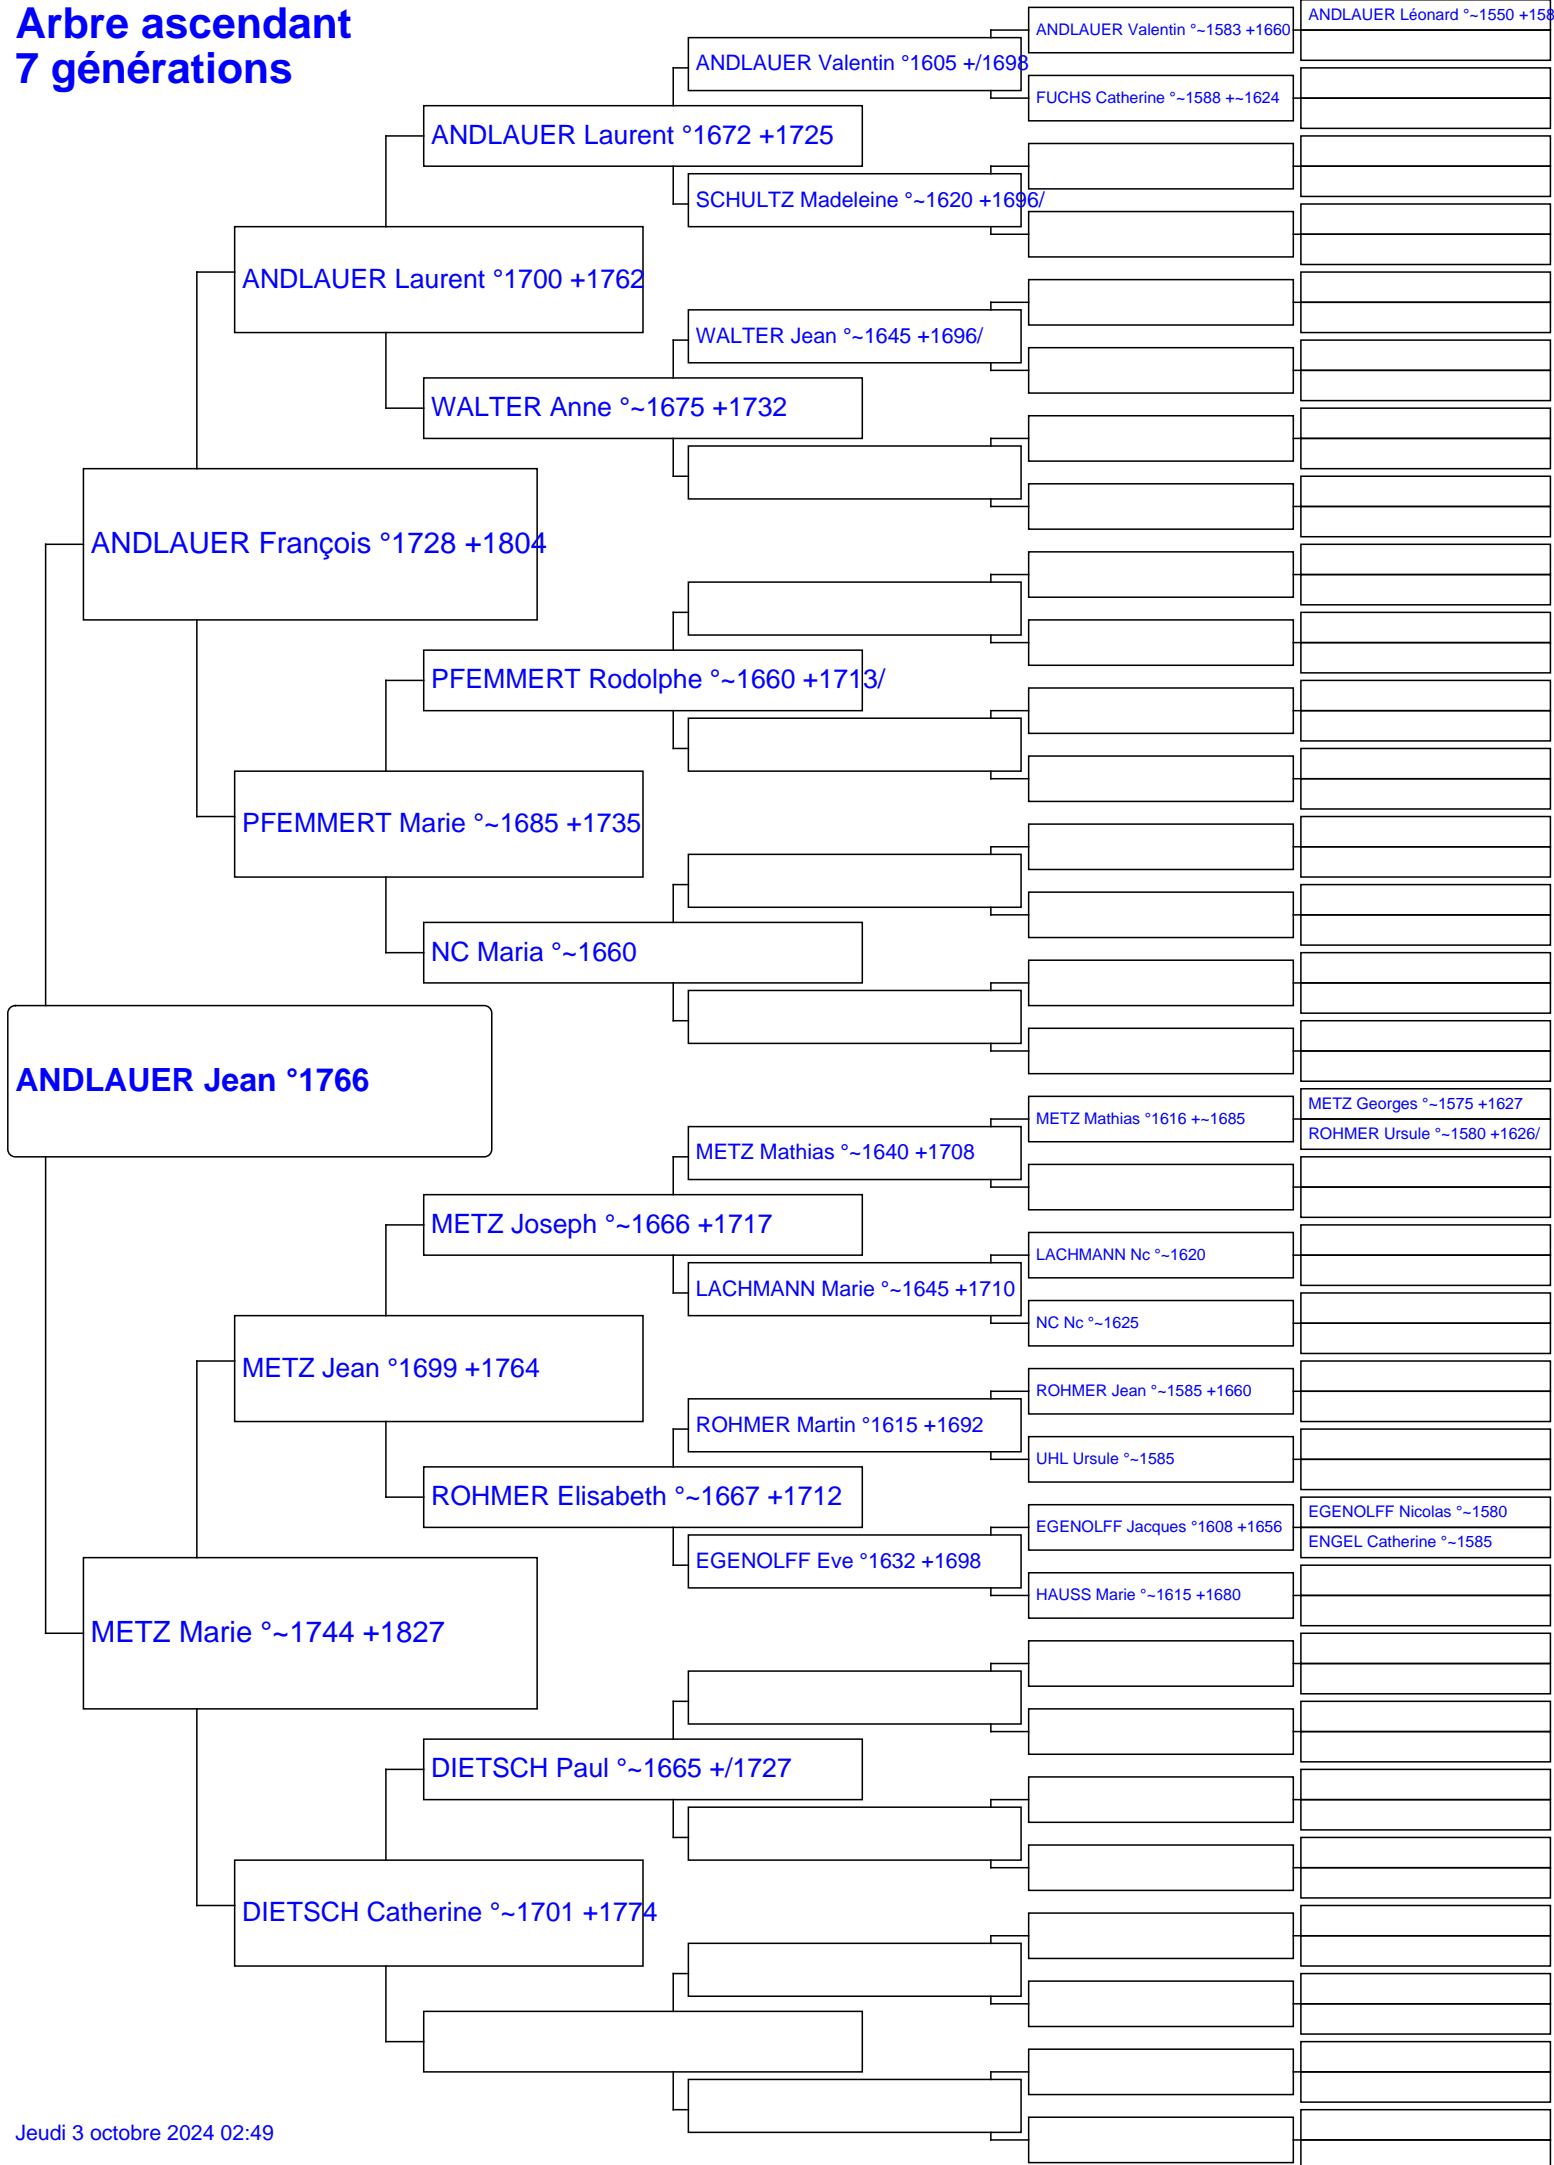 Arbre ascendant
7 générations
ANDLAUER Jean °1766
ANDLAUER François °1728 +1804
METZ Marie °~1744 +1827
ANDLAUER Laurent °1700 +1762
PFEMMERT Marie °~1685 +1735
METZ Jean °1699 +1764
DIETSCH Catherine °~1701 +1774
ANDLAUER Laurent °1672 +1725
WALTER Anne °~1675 +1732
PFEMMERT Rodolphe °~1660 +1713/
NC Maria °~1660
METZ Joseph °~1666 +1717
ROHMER Elisabeth °~1667 +1712
DIETSCH Paul °~1665 +/1727
ANDLAUER Valentin °1605 +/1698
SCHULTZ Madeleine °~1620 +1696/
WALTER Jean °~1645 +1696/
METZ Mathias °~1640 +1708
LACHMANN Marie °~1645 +1710
ROHMER Martin °1615 +1692
EGENOLFF Eve °1632 +1698
ANDLAUER Valentin °~1583 +1660
FUCHS Catherine °~1588 +~1624
METZ Mathias °1616 +~1685
LACHMANN Nc °~1620
NC Nc °~1625
ROHMER Jean °~1585 +1660
UHL Ursule °~1585
EGENOLFF Jacques °1608 +1656
HAUSS Marie °~1615 +1680
ANDLAUER Léonard °~1550 +158
METZ Georges °~1575 +1627
ROHMER Ursule °~1580 +1626/
EGENOLFF Nicolas °~1580
ENGEL Catherine °~1585
Jeudi 3 octobre 2024 02:49